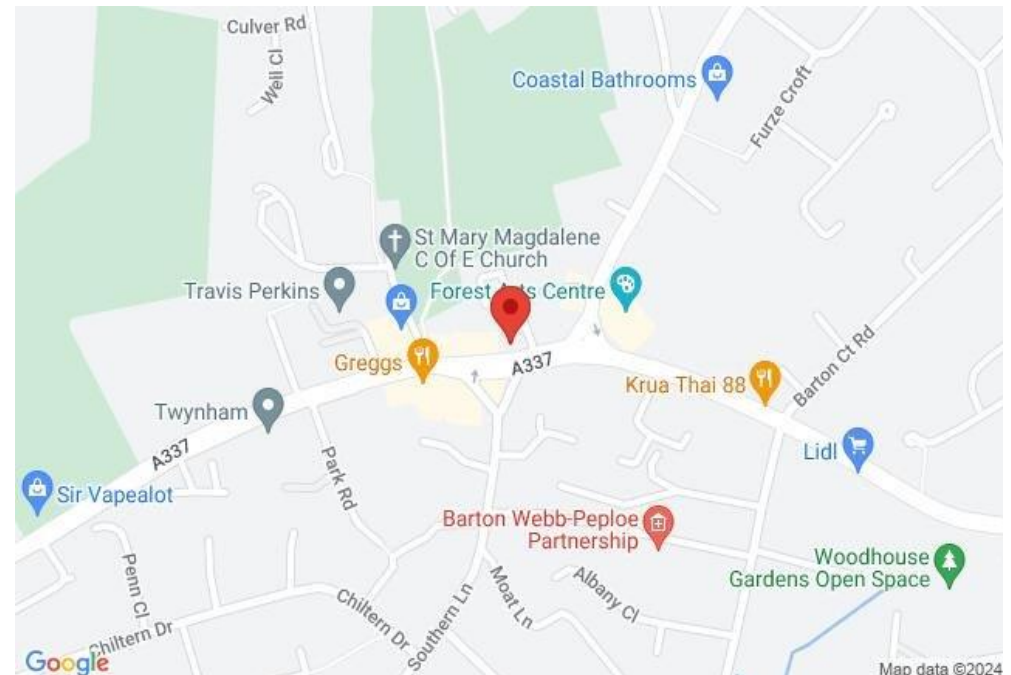 Culver Rd
Well Cl
Coastal Bathrooms
Furze Croft
St Mary Magdalene
C Of E Church
Travis Perkins
Forest Arts Centre
Greggs
A337
Krua Thai 88
Barton Ct Rd
Twynham
A337
Lidl
Sir Vapealot
Park Rd
Barton Webb-Peploe
Partnership
Woodhouse
Gardens Open Space
Penn Cl
Albany Cl
Moat Ln
Chiltern Dr
Chiltern Dr
Southern Ln
Google
Map data ©2024